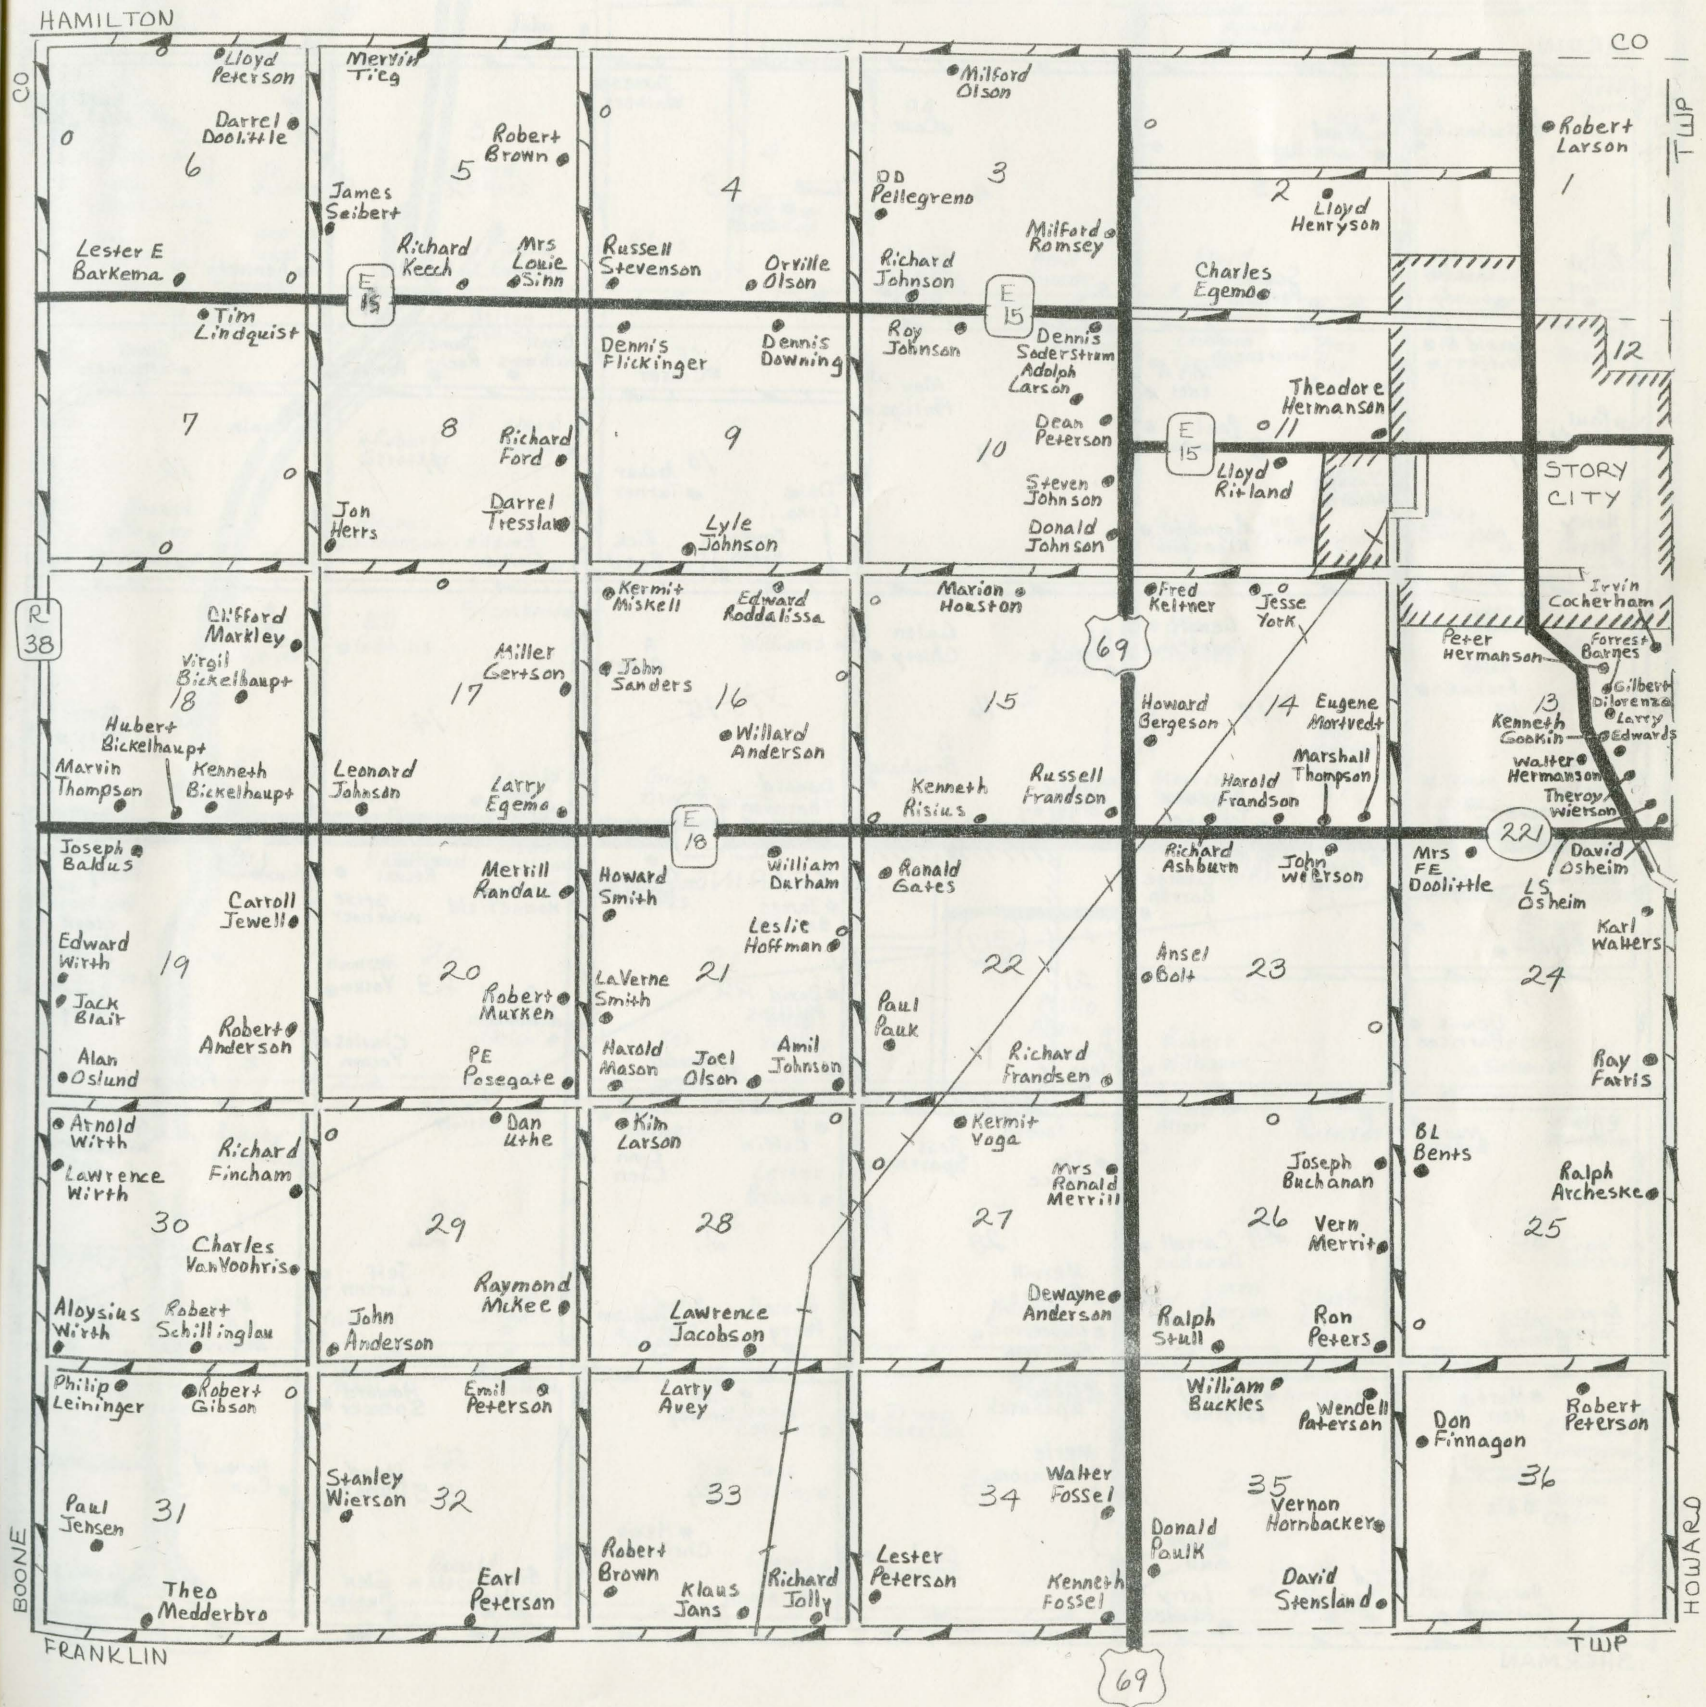 HAMILTON
CO
CO
TWP
Lloyd
Peterson
Darrel
Doolittle
6
Lester E
Barkema
Mervin
Tieg
Robert
Brown
5
James
Seibert
Richard
Keech
Mrs
Louie
Sinn
4
Russell
Stevenson
Orville
Olson
Milford
Olson
3
DD
Pellegreno
Milford
Romsey
Richard
Johnson
2
Lloyd
Henryson
Charles
Egemo
Robert
Larson
1
E
15
E
15
Tim
Lindquist
7
8
Richard
Ford
Jon
Herrs
Darrel
Tresslar
Dennis
Flickinger
Dennis
Downing
9
Lyle
Johnson
Roy
Johnson
Dennis
Soderstrum
Adolph
Larson
Dean
Peterson
10
Steven
Johnson
Donald
Johnson
Theodore
Hermanson
11
E
15
Lloyd
Ritland
12
STORY
CITY
R
38
Clifford
Markley
Virgil
Bickelhaupt
18
Hubert
Bickelhaupt
Marvin
Thompson
Kenneth
Bickelhaupt
Miller
Gertson
17
Leonard
Johnson
Larry
Egemo
Kermit
Miskell
Edward
Roddalissa
John
Sanders
16
Willard
Anderson
Marion
Houston
15
Kenneth
Risius
Russell
Frandson
69
Fred
Keltner
Jesse
York
Howard
Bergeson
14
Eugene
Mortvedt
Marshall
Thompson
Harold
Frandson
Irvin
Cocherham
Peter
Hermanson
Forrest
Barnes
Gilbert
Dilorenzo
13
Larry
Edwards
Kenneth
Gookin
Walter
Hermanson
Theroy
Wierson
E
18
221
Joseph
Baldus
Carroll
Jewell
Edward
Wirth
19
Jack
Blair
Robert
Anderson
Alan
Oslund
Merrill
Randau
20
Robert
Murken
PE
Posegate
Howard
Smith
William
Durham
Leslie
Hoffman
LaVerne
Smith
21
Harold
Mason
Joel
Olson
Amil
Johnson
Ronald
Gates
22
Paul
Pauk
Richard
Frandsen
Richard
Ashburn
John
Wierson
Ansel
Bolt
23
Mrs
FE
Doolittle
LS
Osheim
David
Osheim
Karl
Walters
24
Ray
Farris
Arnold
Wirth
Richard
Fincham
Lawrence
Wirth
30
Charles
VanVoohris
Aloysius
Wirth
Robert
Schillinglau
Dan
Uthe
29
Raymond
McKee
John
Anderson
Kim
Larson
28
Lawrence
Jacobson
Kermit
Voga
Mrs
Ronald
Merrill
27
Dewayne
Anderson
Joseph
Buchanan
26
Vern
Merrit
Ralph
Stull
Ron
Peters
BL
Bents
Ralph
Archeske
25
Philip
Leininger
Robert
Gibson
31
Paul
Jensen
Theo
Medderbro
Emil
Peterson
Stanley
Wierson
32
Earl
Peterson
Larry
Avey
33
Robert
Brown
Klaus
Jans
Richard
Jolly
34
Walter
Fossel
Lester
Peterson
Kenneth
Fossel
William
Buckles
Wendell
Paterson
35
Vernon
Hornbacker
Donald
Paulk
David
Stensland
Don
Finnagon
Robert
Peterson
36
BOONE
HOWARD
FRANKLIN
TWP
69